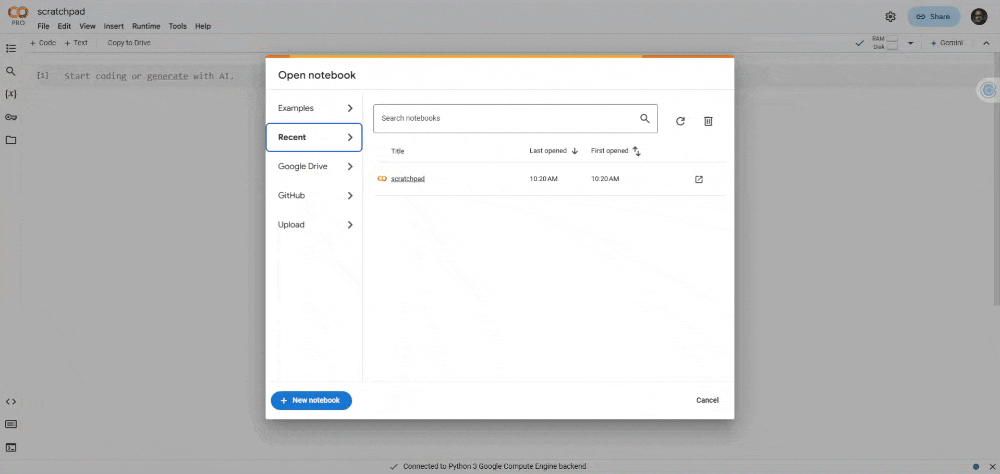 scratchpad
PRO
File Edit View Insert Runtime Tools Help
Share
+ Code + Text Copy to Drive
RAM
Disk
+ Gemini
[1] Start coding or generate with AI.
{x}
Open notebook
Examples
Recent
Google Drive
GitHub
Upload
Search notebooks
Title Last opened First opened
scratchpad 10:20 AM 10:20 AM
+ New notebook
Cancel
Connected to Python 3 Google Compute Engine backend